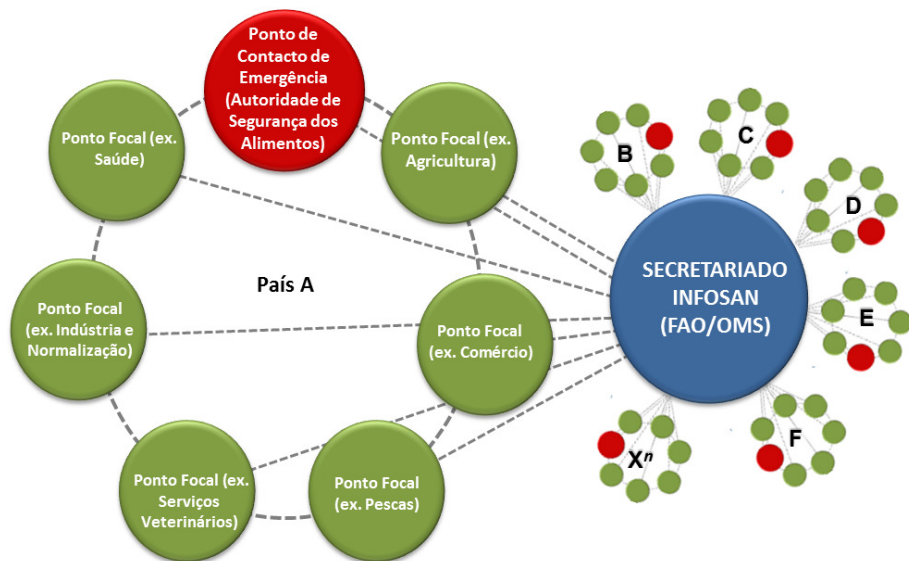 Ponto de
Contacto de
Emergência
(Autoridade de
Segurança dos
Alimentos)
Ponto Focal (ex.
Saúde)
Ponto Focal (ex.
Agricultura)
País A
Ponto Focal
(ex. Indústria e
Normalização)
Ponto Focal
(ex. Comércio)
Ponto Focal (ex.
Serviços
Veterinários)
Ponto Focal
(ex. Pescas)
SECRETARIADO
INFOSAN
(FAO/OMS)
B
C
D
E
F
Xⁿ